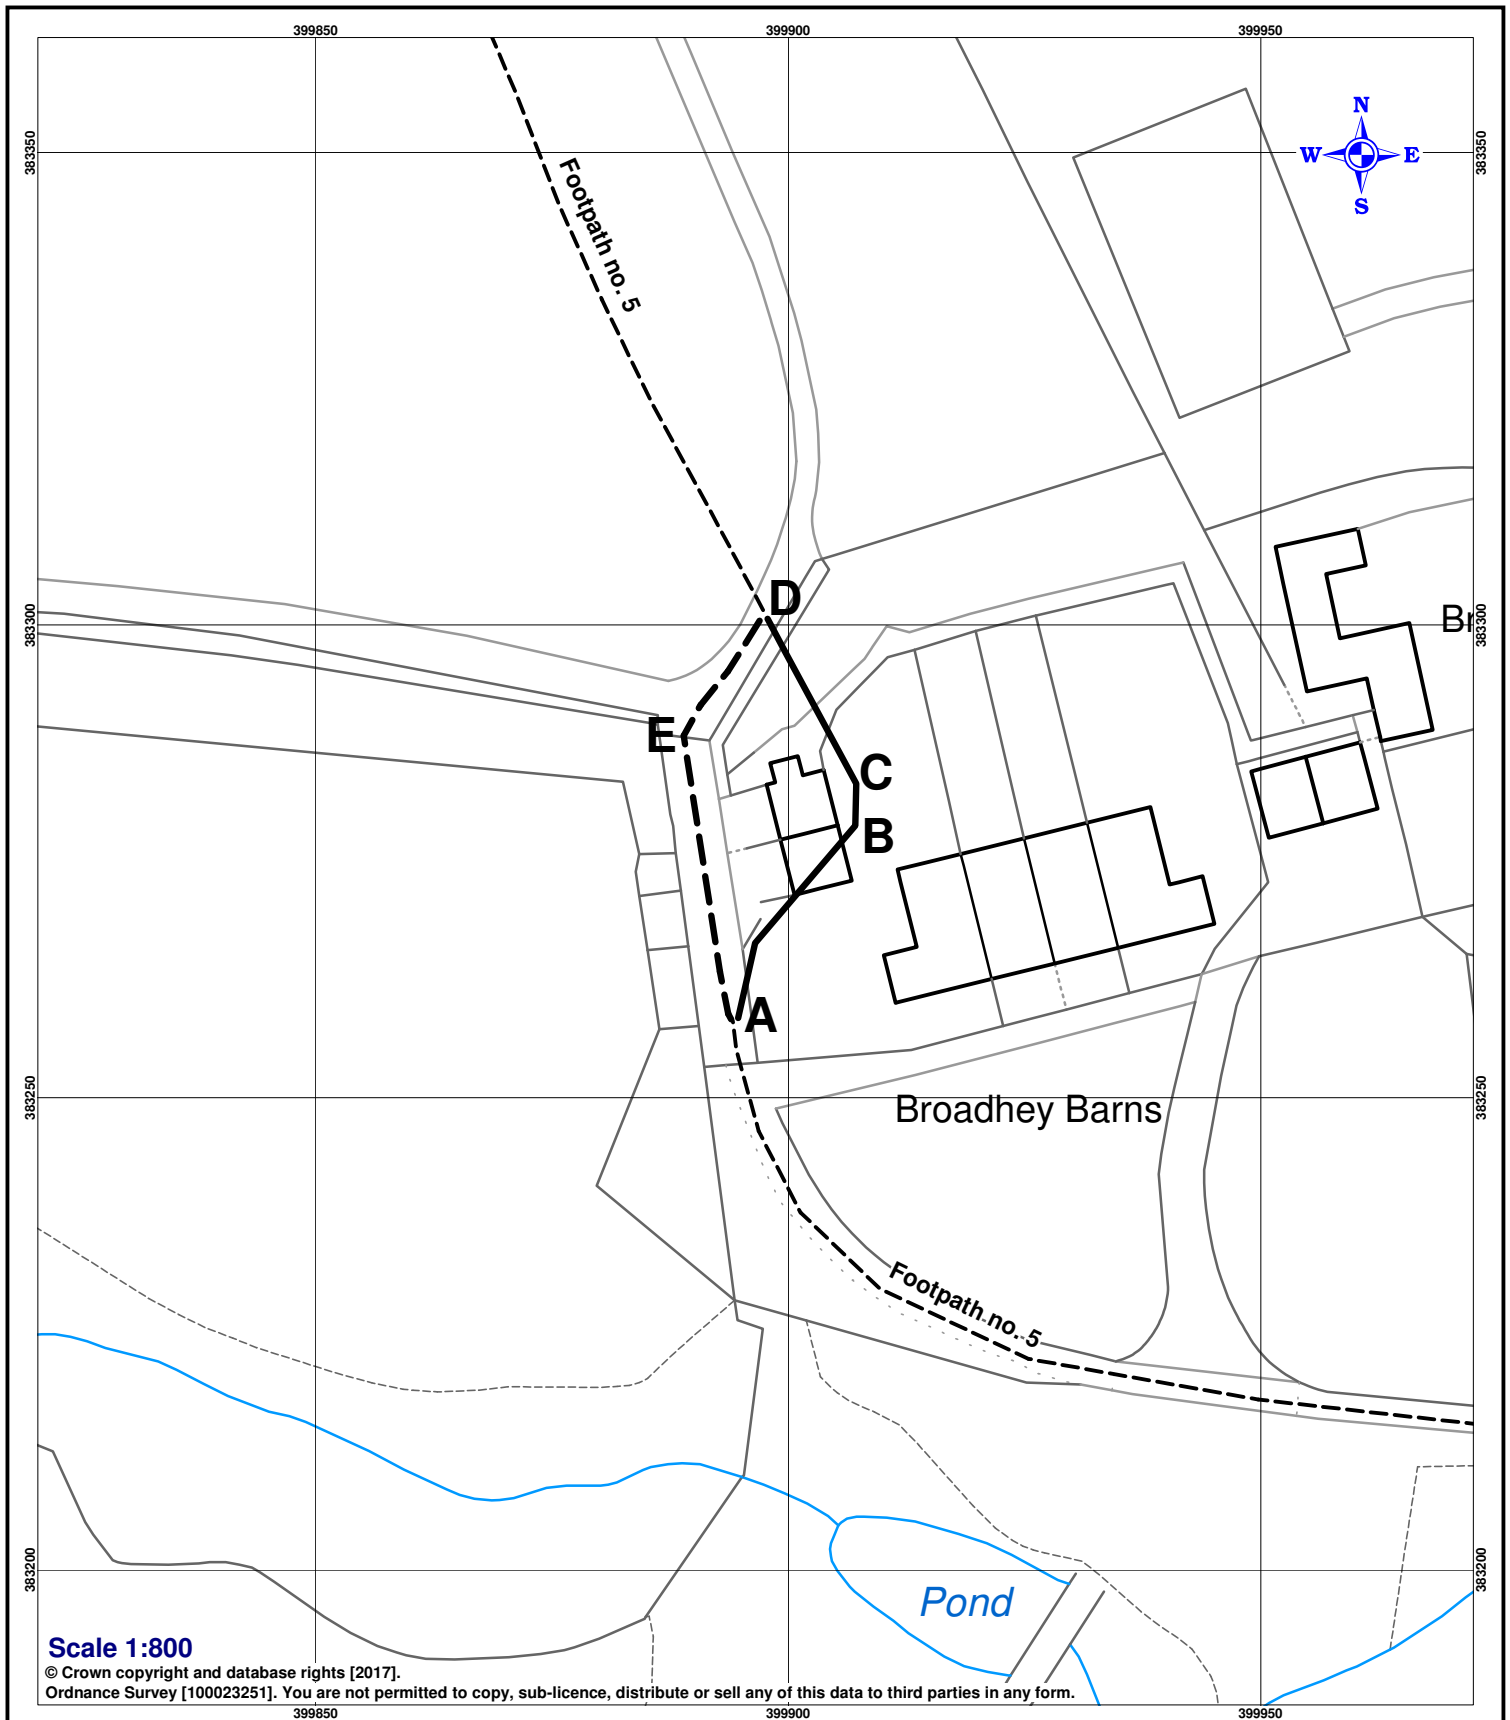 399850
399900
399950
N
W
E
S
383350
383350
Footpath no. 5
D
383300
383300
Br
E
C
B
A
383250
383250
Broadhey Barns
Footpath no. 5
383200
383200
Pond
Scale 1:800
© Crown copyright and database rights [2017].
Ordnance Survey [100023251]. You are not permitted to copy, sub-licence, distribute or sell any of this data to third parties in any form.
399850
399900
399950